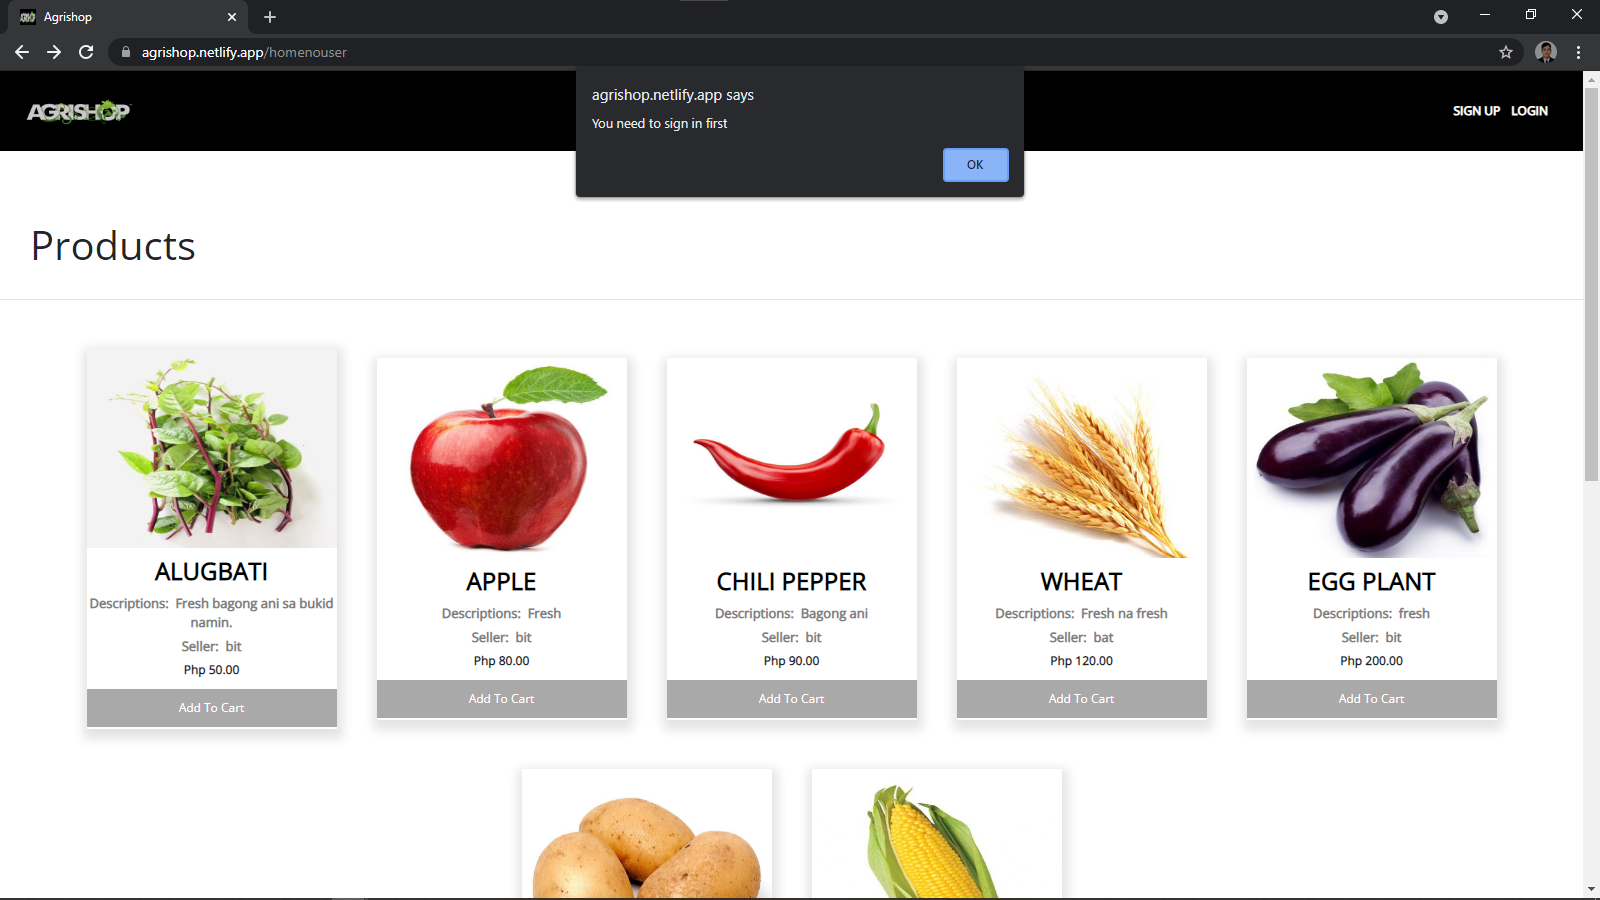 Agrishop
agrishop.netlify.app/homenouser
agrishop.netlify.app says
You need to sign in first
OK
AGRISHOP
SIGN UP LOGIN
Products
ALUGBATI
Descriptions: Fresh bagong ani sa bukid
namin.
Seller: bit
Php 50.00
Add To Cart
APPLE
Descriptions: Fresh
Seller: bit
Php 80.00
Add To Cart
CHILI PEPPER
Descriptions: Bagong ani
Seller: bit
Php 90.00
Add To Cart
WHEAT
Descriptions: Fresh na fresh
Seller: bat
Php 120.00
Add To Cart
EGG PLANT
Descriptions: fresh
Seller: bit
Php 200.00
Add To Cart